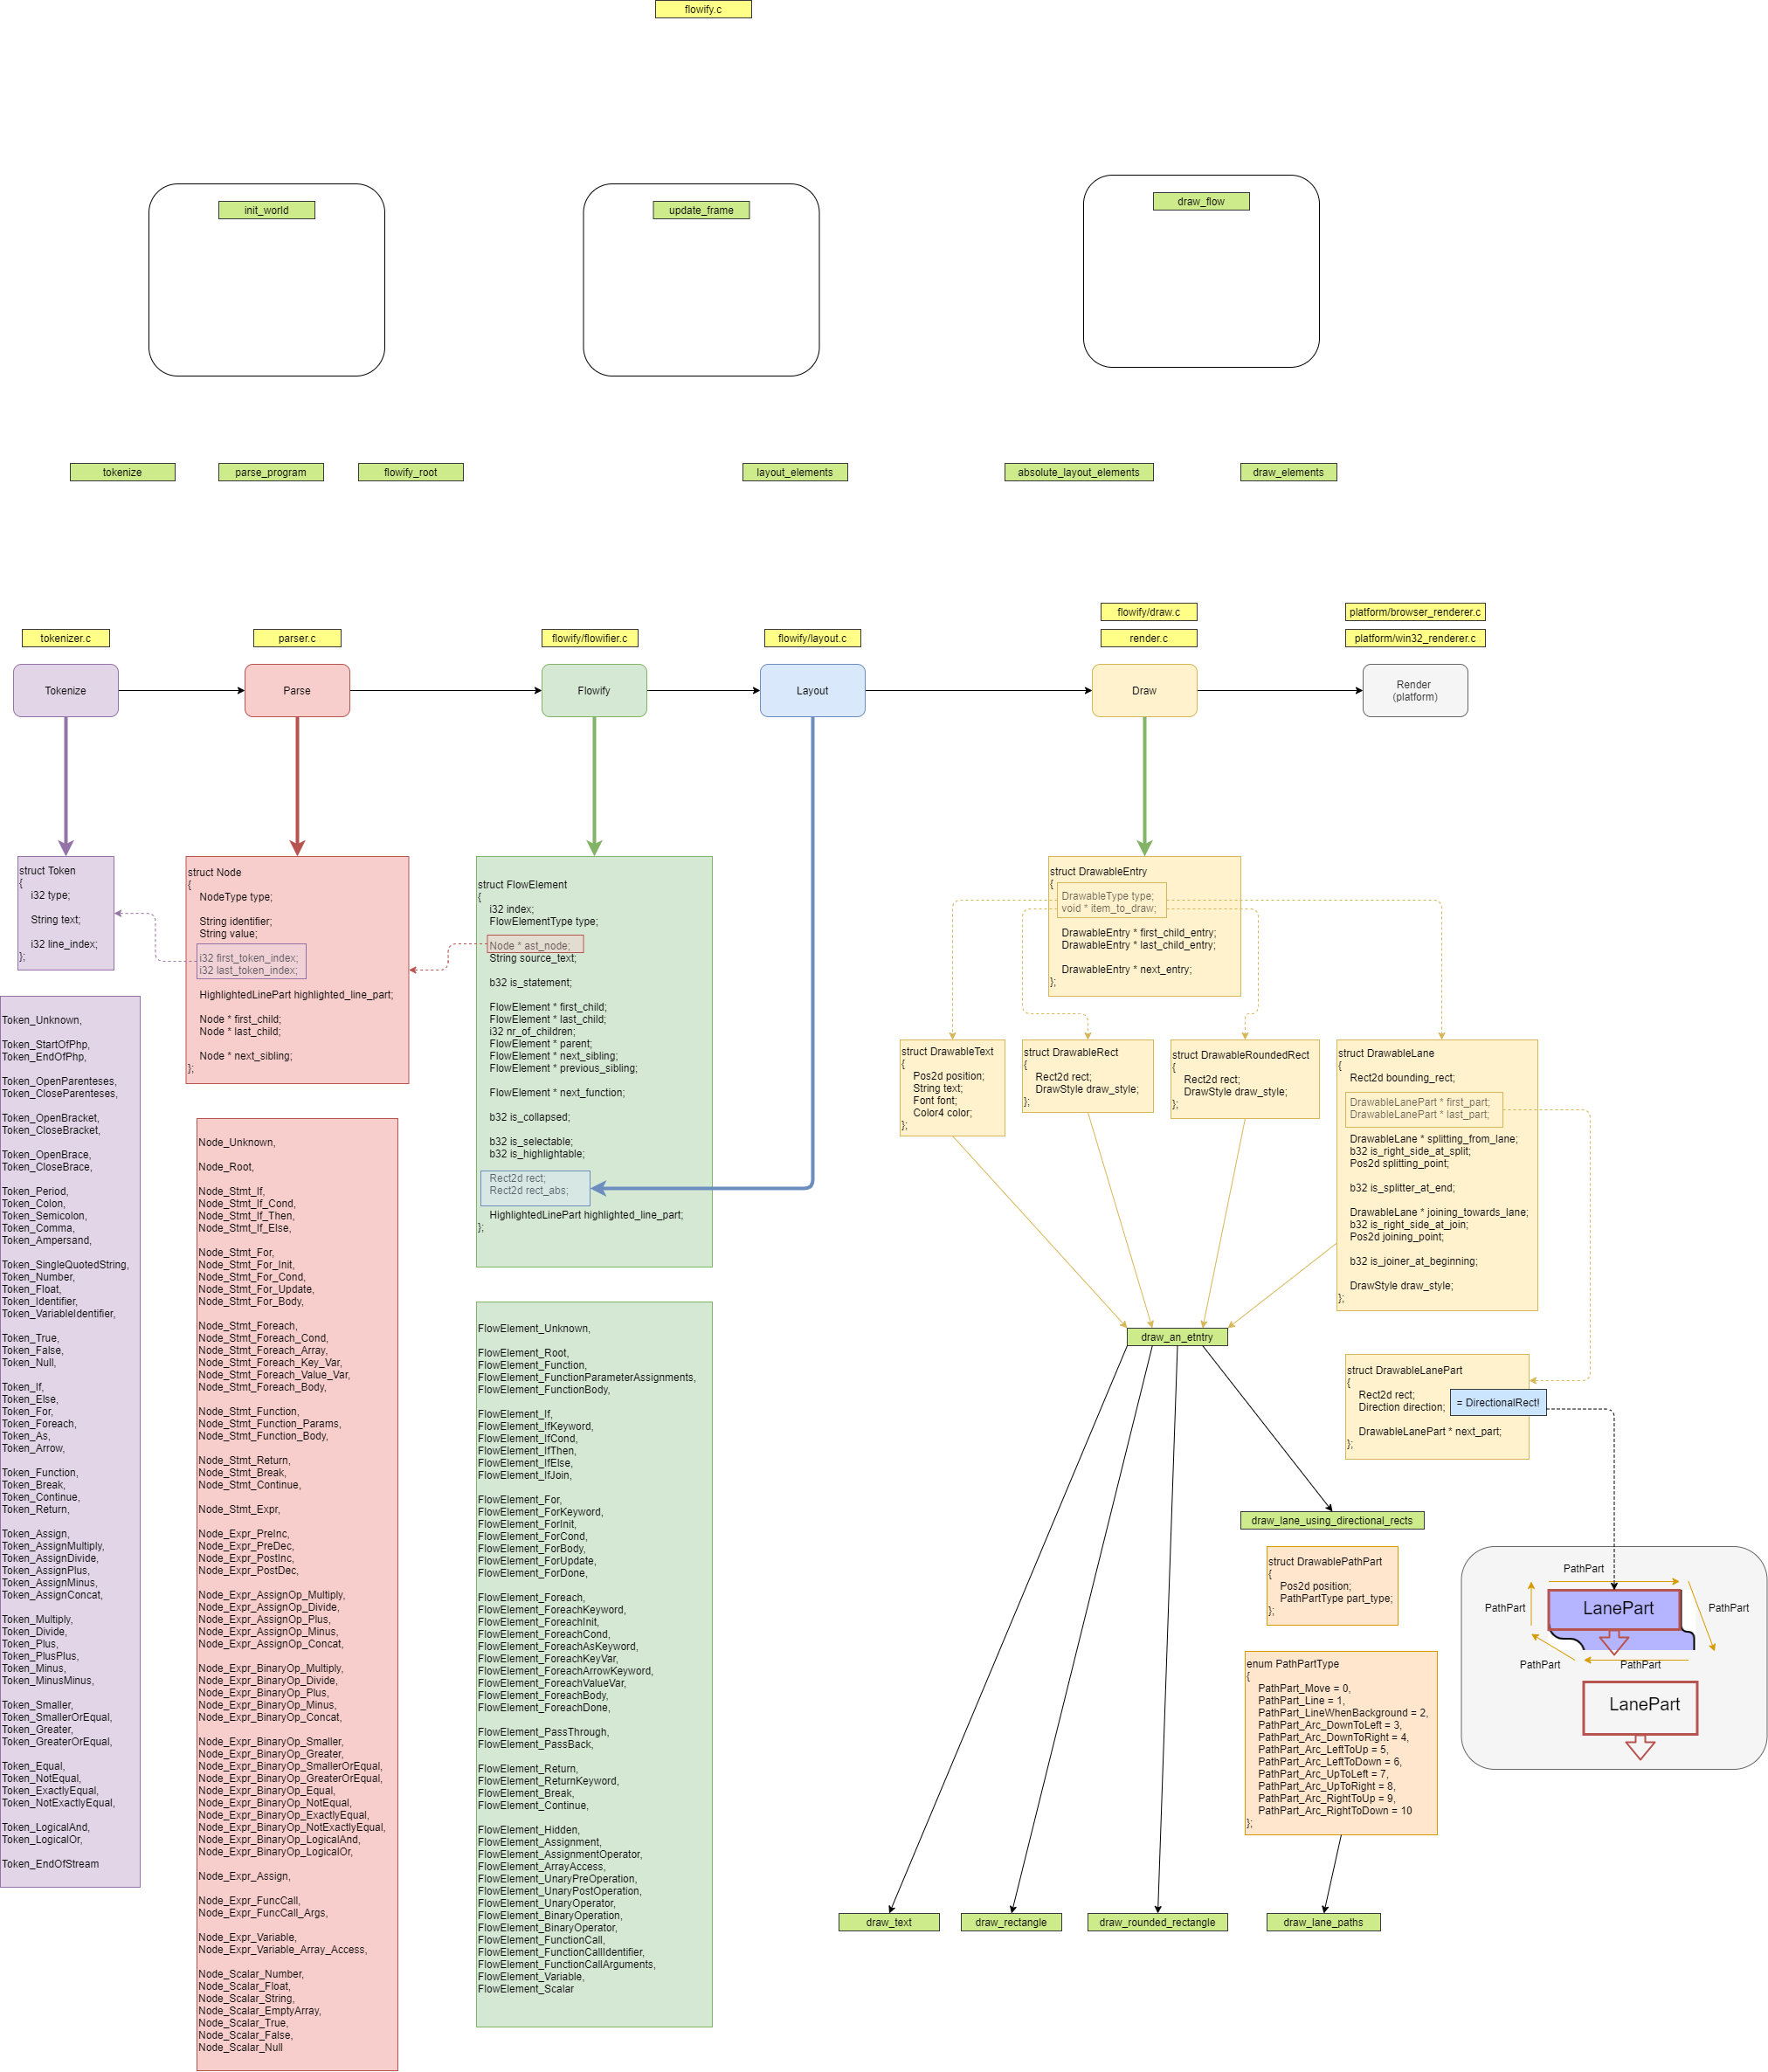 flowify.c
init_world
update_frame
draw_flow
tokenize
parse_program
flowify_root
layout_elements
absolute_layout_elements
draw_elements
flowify/draw.c
platform/browser_renderer.c
tokenizer.c
parser.c
flowify/flowifier.c
flowify/layout.c
render.c
platform/win32_renderer.c
Tokenize
Parse
Flowify
Layout
Draw
Render
(platform)
struct Token
{
i32 type;
String text;
i32 line_index;
};
Token_Unknown,
Token_StartOfPhp,
Token_EndOfPhp,
Token_OpenParenteses,
Token_CloseParenteses,
Token_OpenBracket,
Token_CloseBracket,
Token_OpenBrace,
Token_CloseBrace,
Token_Period,
Token_Colon,
Token_Semicolon,
Token_Comma,
Token_Ampersand,
Token_SingleQuotedString,
Token_Number,
Token_Float,
Token_Identifier,
Token_VariableIdentifier,
Token_True,
Token_False,
Token_Null,
Token_If,
Token_Else,
Token_For,
Token_Foreach,
Token_As,
Token_Arrow,
Token_Function,
Token_Break,
Token_Continue,
Token_Return,
Token_Assign,
Token_AssignMultiply,
Token_AssignDivide,
Token_AssignPlus,
Token_AssignMinus,
Token_AssignConcat,
Token_Multiply,
Token_Divide,
Token_Plus,
Token_PlusPlus,
Token_Minus,
Token_MinusMinus,
Token_Smaller,
Token_SmallerOrEqual,
Token_Greater,
Token_GreaterOrEqual,
Token_Equal,
Token_NotEqual,
Token_ExactlyEqual,
Token_NotExactlyEqual,
Token_LogicalAnd,
Token_LogicalOr,
Token_EndOfStream
struct Node
{
NodeType type;
String identifier;
String value;
i32 first_token_index;
i32 last_token_index;
HighlightedLinePart highlighted_line_part;
Node * first_child;
Node * last_child;
Node * next_sibling;
};
Node_Unknown,
Node_Root,
Node_Stmt_If,
Node_Stmt_If_Cond,
Node_Stmt_If_Then,
Node_Stmt_If_Else,
Node_Stmt_For,
Node_Stmt_For_Init,
Node_Stmt_For_Cond,
Node_Stmt_For_Update,
Node_Stmt_For_Body,
Node_Stmt_Foreach,
Node_Stmt_Foreach_Cond,
Node_Stmt_Foreach_Array,
Node_Stmt_Foreach_Key_Var,
Node_Stmt_Foreach_Value_Var,
Node_Stmt_Foreach_Body,
Node_Stmt_Function,
Node_Stmt_Function_Params,
Node_Stmt_Function_Body,
Node_Stmt_Return,
Node_Stmt_Break,
Node_Stmt_Continue,
Node_Stmt_Expr,
Node_Expr_PreInc,
Node_Expr_PreDec,
Node_Expr_PostInc,
Node_Expr_PostDec,
Node_Expr_AssignOp_Multiply,
Node_Expr_AssignOp_Divide,
Node_Expr_AssignOp_Plus,
Node_Expr_AssignOp_Minus,
Node_Expr_AssignOp_Concat,
Node_Expr_BinaryOp_Multiply,
Node_Expr_BinaryOp_Divide,
Node_Expr_BinaryOp_Plus,
Node_Expr_BinaryOp_Minus,
Node_Expr_BinaryOp_Concat,
Node_Expr_BinaryOp_Smaller,
Node_Expr_BinaryOp_Greater,
Node_Expr_BinaryOp_SmallerOrEqual,
Node_Expr_BinaryOp_GreaterOrEqual,
Node_Expr_BinaryOp_Equal,
Node_Expr_BinaryOp_NotEqual,
Node_Expr_BinaryOp_ExactlyEqual,
Node_Expr_BinaryOp_NotExactlyEqual,
Node_Expr_BinaryOp_LogicalAnd,
Node_Expr_BinaryOp_LogicalOr,
Node_Expr_Assign,
Node_Expr_FuncCall,
Node_Expr_FuncCall_Args,
Node_Expr_Variable,
Node_Expr_Variable_Array_Access,
Node_Scalar_Number,
Node_Scalar_Float,
Node_Scalar_String,
Node_Scalar_EmptyArray,
Node_Scalar_True,
Node_Scalar_False,
Node_Scalar_Null
struct FlowElement
{
i32 index;
FlowElementType type;
Node * ast_node;
String source_text;
b32 is_statement;
FlowElement * first_child;
FlowElement * last_child;
i32 nr_of_children;
FlowElement * parent;
FlowElement * next_sibling;
FlowElement * previous_sibling;
FlowElement * next_function;
b32 is_collapsed;
b32 is_selectable;
b32 is_highlightable;
Rect2d rect;
Rect2d rect_abs;
HighlightedLinePart highlighted_line_part;
};
FlowElement_Unknown,
FlowElement_Root,
FlowElement_Function,
FlowElement_FunctionParameterAssignments,
FlowElement_FunctionBody,
FlowElement_If,
FlowElement_IfKeyword,
FlowElement_IfCond,
FlowElement_IfThen,
FlowElement_IfElse,
FlowElement_IfJoin,
FlowElement_For,
FlowElement_ForKeyword,
FlowElement_ForInit,
FlowElement_ForCond,
FlowElement_ForBody,
FlowElement_ForUpdate,
FlowElement_ForDone,
FlowElement_Foreach,
FlowElement_ForeachKeyword,
FlowElement_ForeachInit,
FlowElement_ForeachCond,
FlowElement_ForeachAsKeyword,
FlowElement_ForeachKeyVar,
FlowElement_ForeachArrowKeyword,
FlowElement_ForeachValueVar,
FlowElement_ForeachBody,
FlowElement_ForeachDone,
FlowElement_PassThrough,
FlowElement_PassBack,
FlowElement_Return,
FlowElement_ReturnKeyword,
FlowElement_Break,
FlowElement_Continue,
FlowElement_Hidden,
FlowElement_Assignment,
FlowElement_AssignmentOperator,
FlowElement_ArrayAccess,
FlowElement_UnaryPreOperation,
FlowElement_UnaryPostOperation,
FlowElement_UnaryOperator,
FlowElement_BinaryOperation,
FlowElement_BinaryOperator,
FlowElement_FunctionCall,
FlowElement_FunctionCallIdentifier,
FlowElement_FunctionCallArguments,
FlowElement_Variable,
FlowElement_Scalar
struct DrawableEntry
{
DrawableType type;
void * item_to_draw;
DrawableEntry * first_child_entry;
DrawableEntry * last_child_entry;
DrawableEntry * next_entry;
};
struct DrawableText
{
Pos2d position;
String text;
Font font;
Color4 color;
};
struct DrawableRect
{
Rect2d rect;
DrawStyle draw_style;
};
struct DrawableRoundedRect
{
Rect2d rect;
DrawStyle draw_style;
};
struct DrawableLane
{
Rect2d bounding_rect;
DrawableLanePart * first_part;
DrawableLanePart * last_part;
DrawableLane * splitting_from_lane;
b32 is_right_side_at_split;
Pos2d splitting_point;
b32 is_splitter_at_end;
DrawableLane * joining_towards_lane;
b32 is_right_side_at_join;
Pos2d joining_point;
b32 is_joiner_at_beginning;
DrawStyle draw_style;
};
draw_an_etntry
struct DrawableLanePart
{
Rect2d rect;
Direction direction;
DrawableLanePart * next_part;
};
= DirectionalRect!
draw_lane_using_directional_rects
struct DrawablePathPart
{
Pos2d position;
PathPartType part_type;
};
enum PathPartType
{
PathPart_Move = 0,
PathPart_Line = 1,
PathPart_LineWhenBackground = 2,
PathPart_Arc_DownToLeft = 3,
PathPart_Arc_DownToRight = 4,
PathPart_Arc_LeftToUp = 5,
PathPart_Arc_LeftToDown = 6,
PathPart_Arc_UpToLeft = 7,
PathPart_Arc_UpToRight = 8,
PathPart_Arc_RightToUp = 9,
PathPart_Arc_RightToDown = 10
};
PathPart
PathPart
LanePart
PathPart
PathPart
PathPart
LanePart
draw_text
draw_rectangle
draw_rounded_rectangle
draw_lane_paths